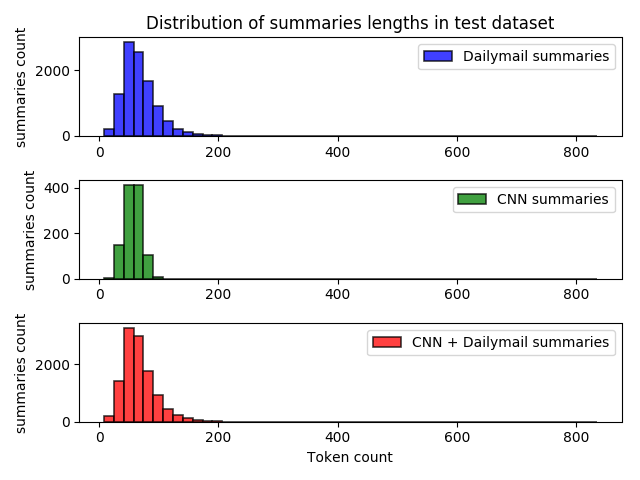 Distribution of summaries lengths in test dataset
summaries count
2000
0
Dailymail summaries
0 200 400 600 800
summaries count
400
200
0
CNN summaries
0 200 400 600 800
summaries count
2000
0
CNN + Dailymail summaries
0 200 400 600 800
Token count